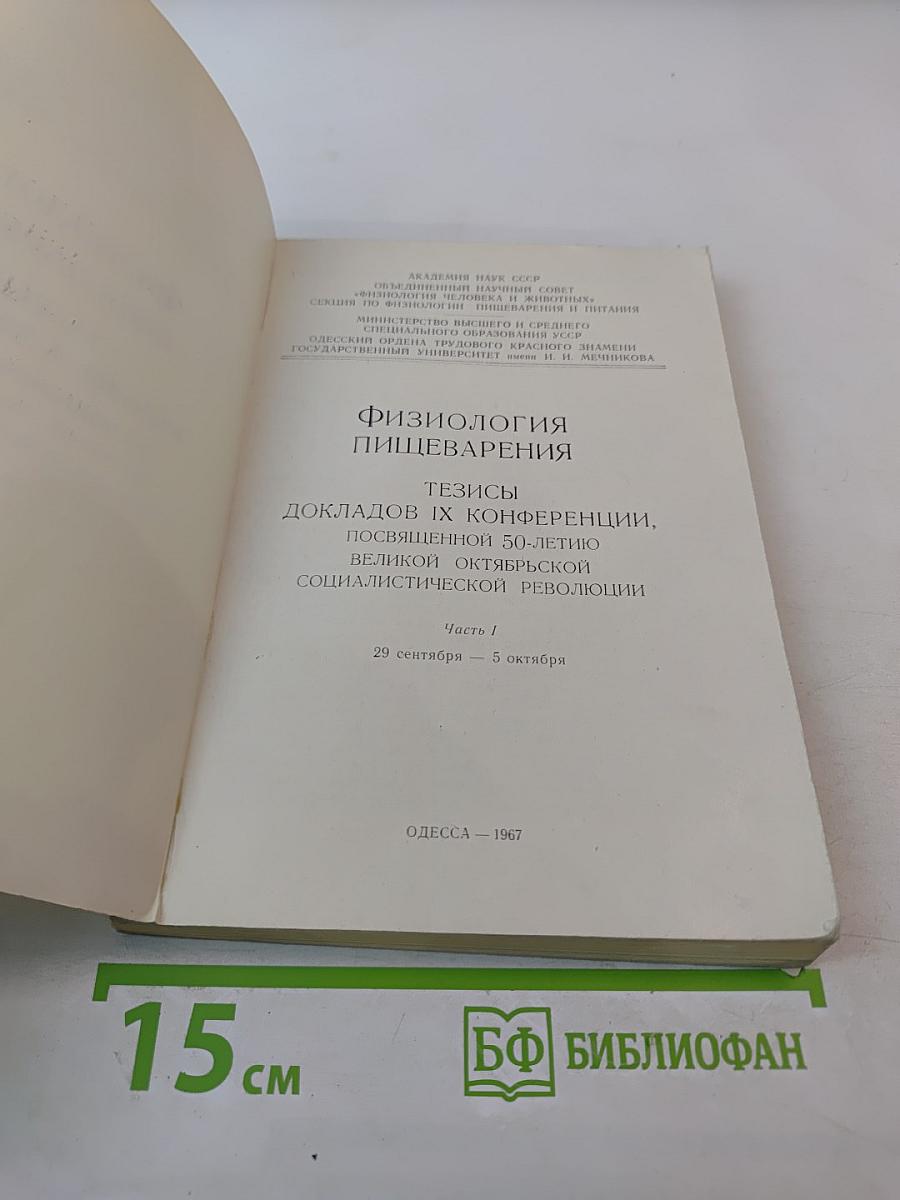 АКАДЕМИЯ НАУК СССР
ОБЪЕДИНЕННЫЙ НАУЧНЫЙ СОВЕТ
«ФИЗИОЛОГИЯ ЧЕЛОВЕКА И ЖИВОТНЫХ»
СЕКЦИЯ ПО ФИЗИОЛОГИИ ПИЩЕВАРЕНИЯ И ПИТАНИЯ
МИНИСТЕРСТВО ВЫСШЕГО И СРЕДНЕГО
СПЕЦИАЛЬНОГО ОБРАЗОВАНИЯ УССР
ОДЕССКИЙ ОРДЕНА ТРУДОВОГО КРАСНОГО ЗНАМЕНИ
ГОСУДАРСТВЕННЫЙ УНИВЕРСИТЕТ имени И. И. МЕЧНИКОВА
ФИЗИОЛОГИЯ
ПИЩЕВАРЕНИЯ
ТЕЗИСЫ
ДОКЛАДОВ IX КОНФЕРЕНЦИИ,
ПОСВЯЩЕННОЙ 50-ЛЕТИЮ
ВЕЛИКОЙ ОКТЯБРЬСКОЙ
СОЦИАЛИСТИЧЕСКОЙ РЕВОЛЮЦИИ
Часть I
29 сентября — 5 октября
ОДЕССА — 1967
15 см
БФ БИБЛИОФАН